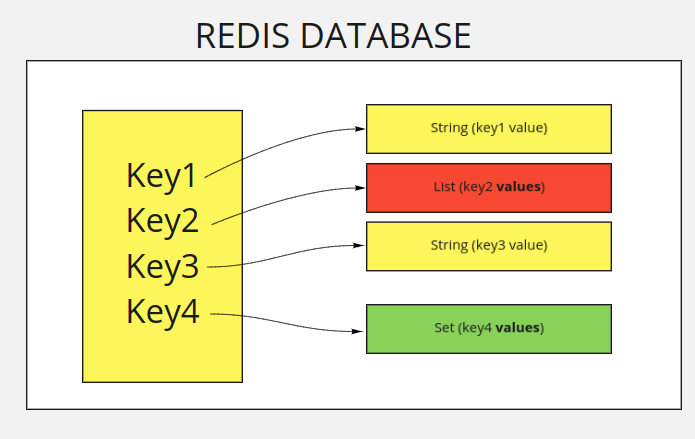 REDIS DATABASE
Key1
Key2
Key3
Key4
String (key1 value)
List (key2 values)
String (key3 value)
Set (key4 values)